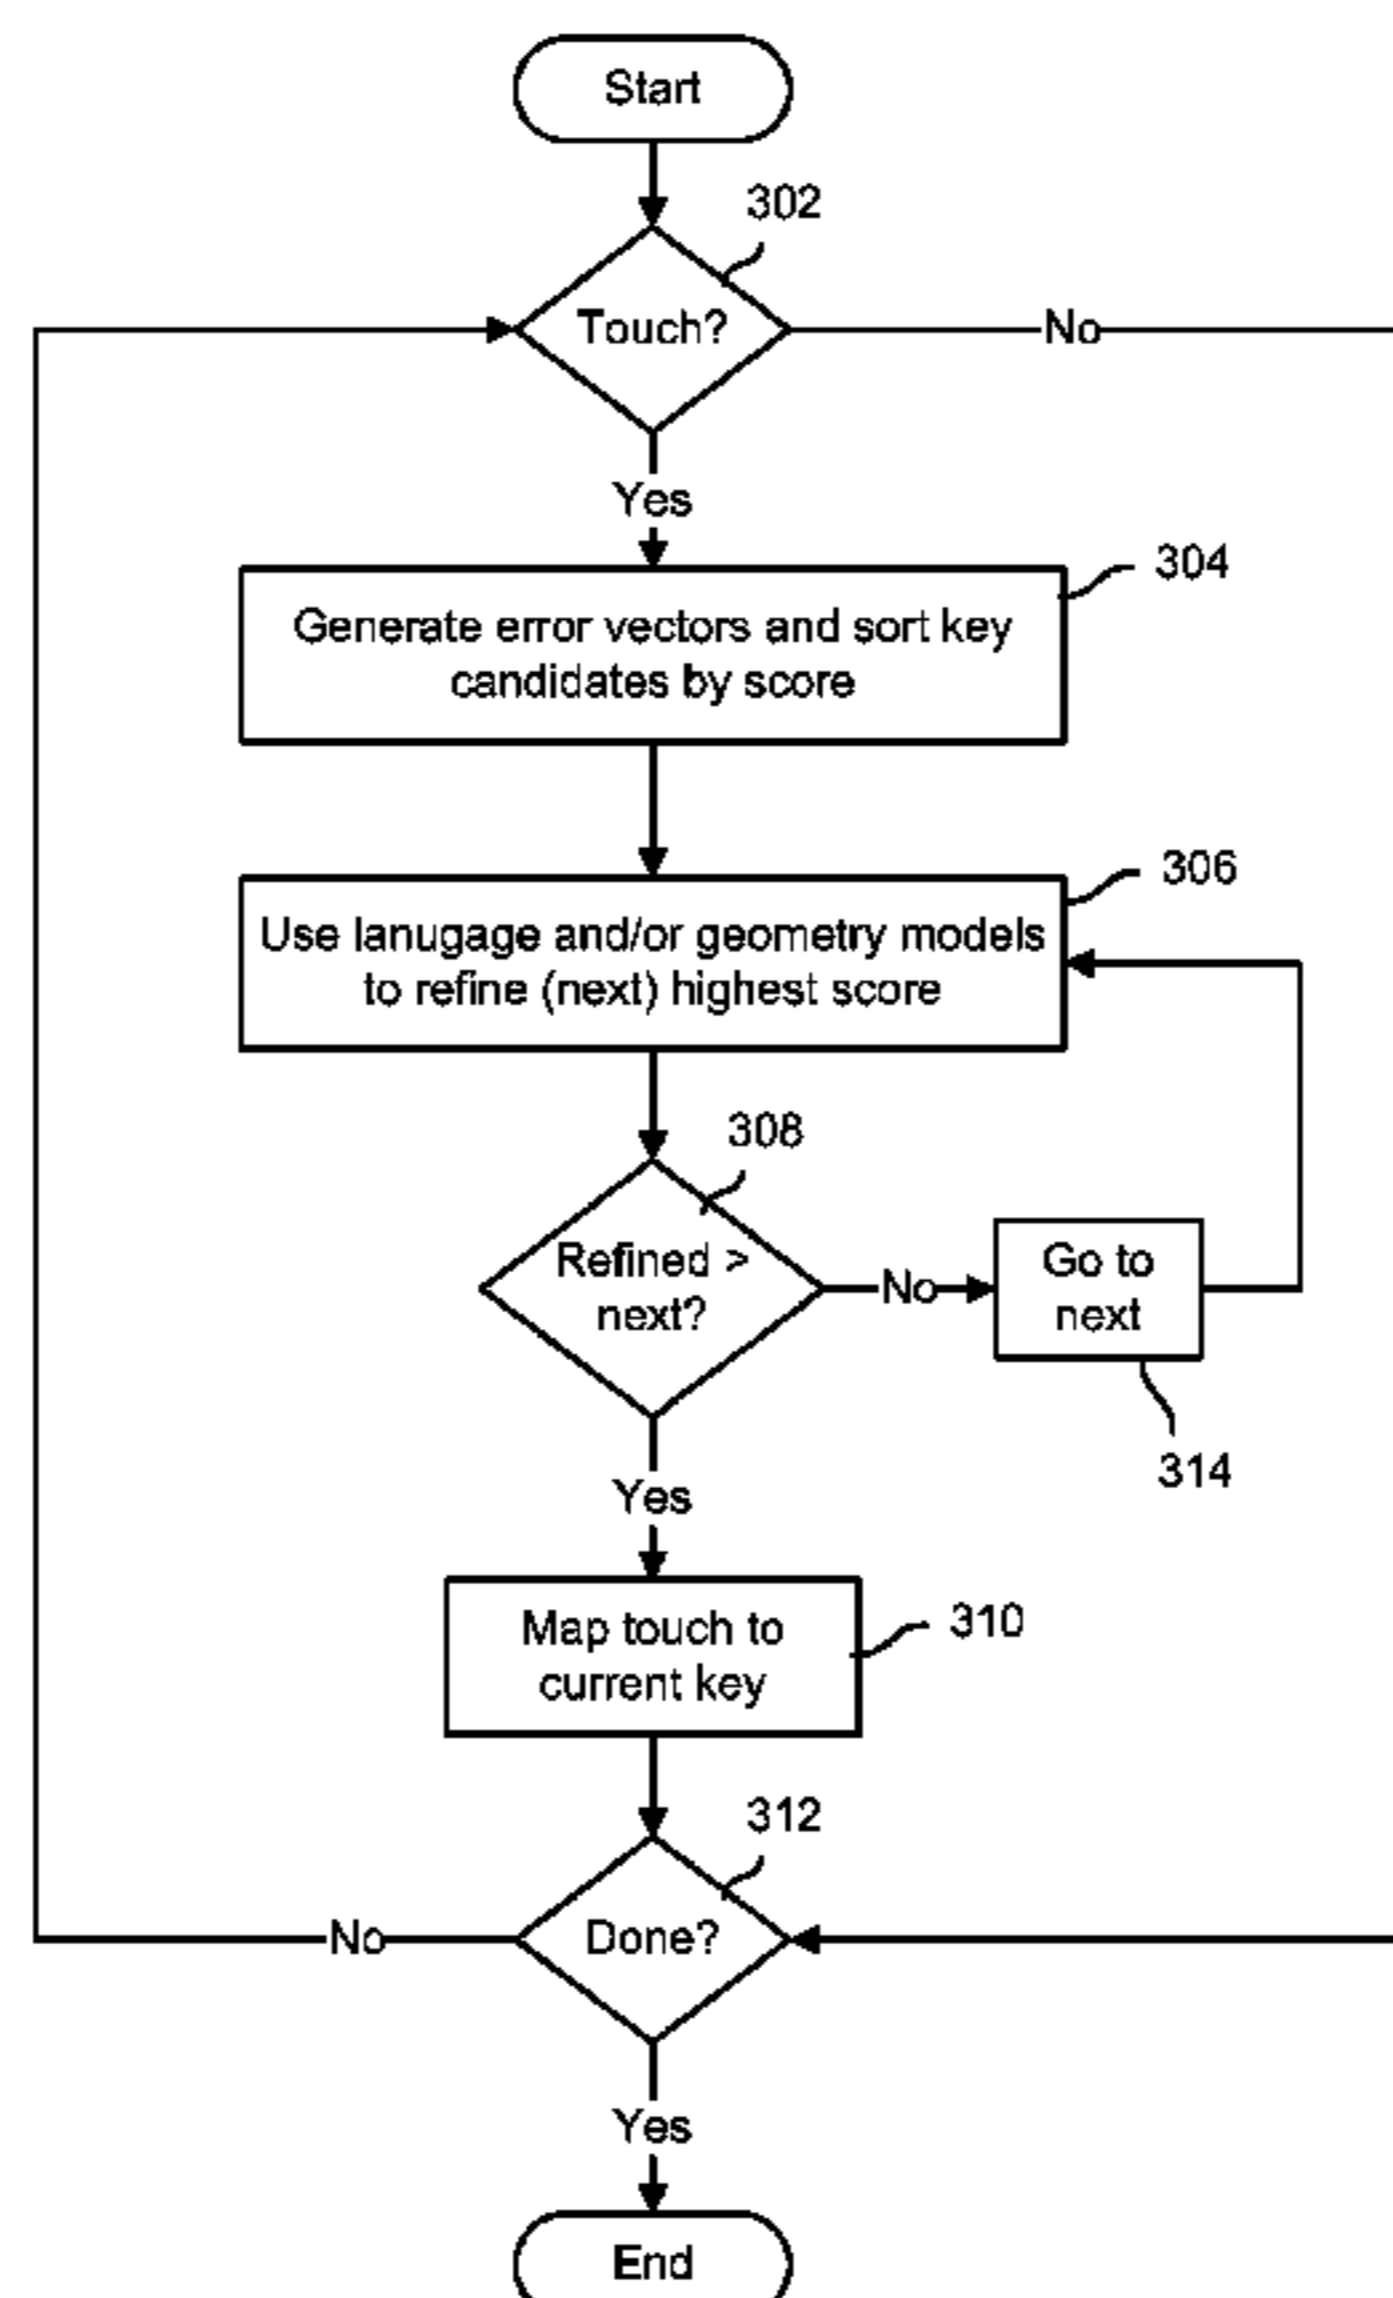 Start
302
Touch?
No
Yes
304
Generate error vectors and sort key
candidates by score
306
Use lanugage and/or geometry models
to refine (next) highest score
308
Refined >
next?
No
Go to
next
314
Yes
Map touch to
current key
310
312
Done?
No
Yes
End